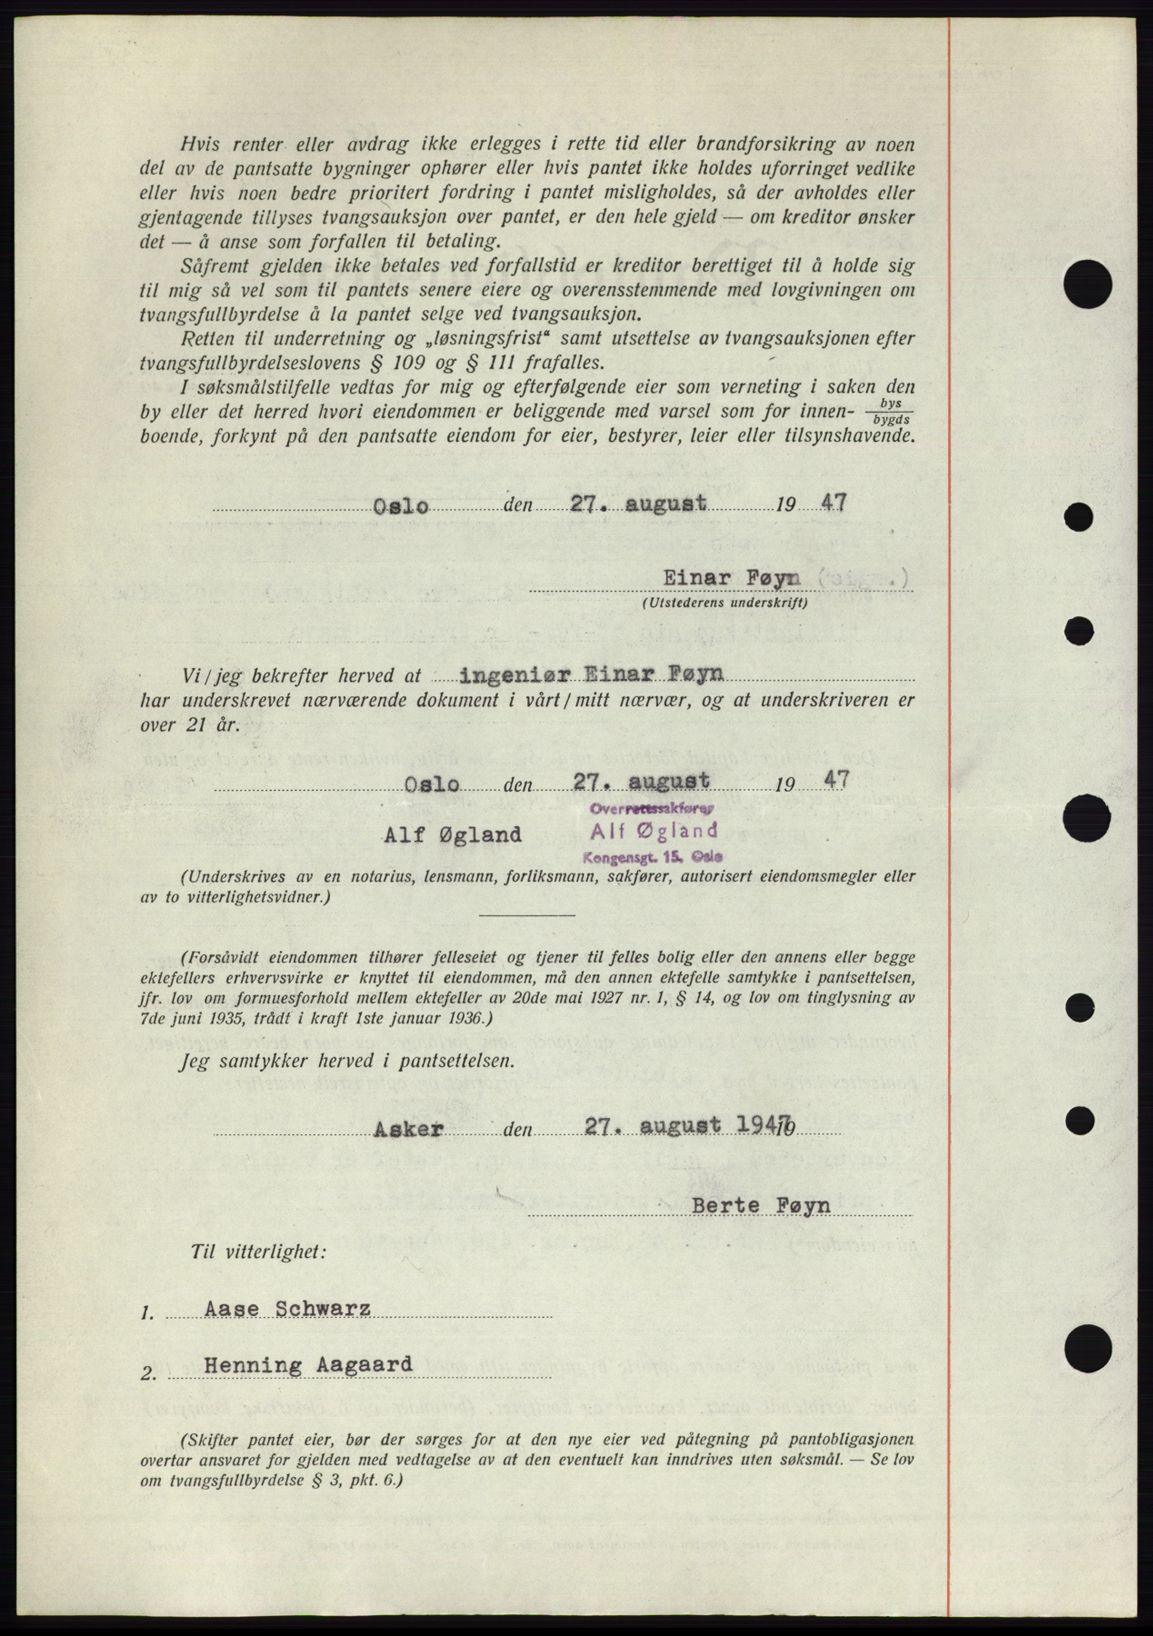 Hvis renter eller avdrag ikke erlegges i rette tid eller brandforsikring av noen
del av de pantsatte bygninger ophører eller hvis pantet ikke holdes uforringet vedlike
eller hvis noen bedre prioritert fordring i pantet misligholdes, så der avholdes eller
gjentagende tillyses tvangsauksjon over pantet, er den hele gjeld — om kreditor ønsker
det — å anse som forfallen til betaling.
Såfremt gjelden ikke betales ved forfallstid er kreditor berettiget til å holde sig
til mig så vel som til pantets senere eiere og overensstemmende med lovgivningen om
tvangsfullbyrdelse å la pantet selge ved tvangsauksjon.
Retten til underretning og „løsningsfrist“ samt utsettelse av tvangsauksjonen efter
tvangsfullbyrdelseslovens § 109 og § 111 frafalles.
I søksmålstilfelle vedtas for mig og efterfølgende eier som verneting i saken den
by eller det herred hvori eiendommen er beliggende med varsel som for innen- bys/bygds
boende, forkynt på den pantsatte eiendom for eier, bestyrer, leier eller tilsynshavende.
Oslo den 27. august 19 47
Einar Føyn
(Utstederens underskrift)
Vi/jeg bekrefter herved at ingeniør Einar Føyn
har underskrevet nærværende dokument i vårt/mitt nærvær, og at underskriveren er
over 21 år.
Oslo den 27. august 19 47
Overrettssakfører
Alf Øgland Alf Øgland
Kongensgt. 15, Oslo
(Underskrives av en notarius, lensmann, forliksmann, sakfører, autorisert eiendomsmegler eller
av to vitterlighetsvidner.)
(Forsåvidt eiendommen tilhører felleseiet og tjener til felles bolig eller den annens eller begge
ektefellers erhvervsvirke er knyttet til eiendommen, må den annen ektefelle samtykke i pantsettelsen,
jfr. lov om formuesforhold mellem ektefeller av 20de mai 1927 nr. 1, § 14, og lov om tinglysning av
7de juni 1935, trådt i kraft 1ste januar 1936.)
Jeg samtykker herved i pantsettelsen.
Asker den 27. august 1947 19
Berte Føyn
Til vitterlighet:
1. Aase Schwarz
2. Henning Aagaard
(Skifter pantet eier, bør der sørges for at den nye eier ved påtegning på pantobligasjonen
overtar ansvaret for gjelden med vedtagelse av at den eventuelt kan inndrives uten søksmål. — Se lov
om tvangsfullbyrdelse § 3, pkt. 6.)